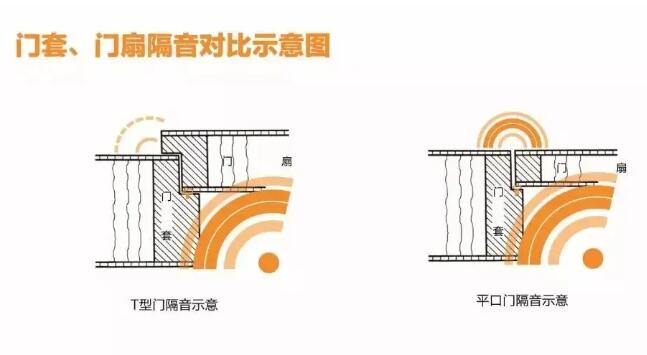 门套、门扇隔音对比示意图
门 扇
门
套
T型门隔音示意
门 扇
门
套
平口门隔音示意